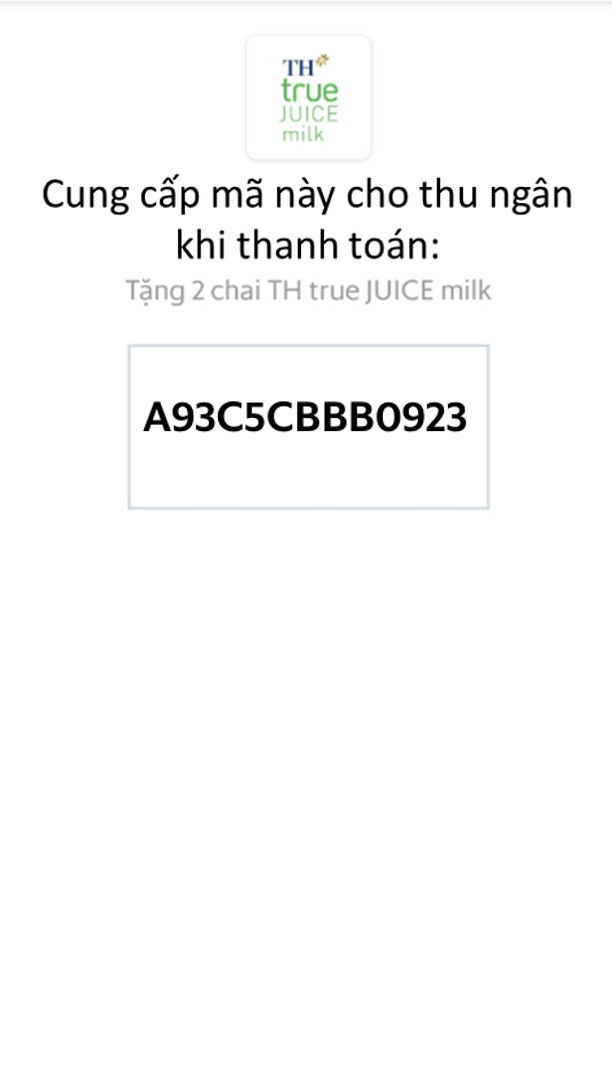 TH
true
JUICE
milk
Cung cấp mã này cho thu ngân
khi thanh toán:
Tặng 2 chai TH true JUICE milk
A93C5CBBB0923